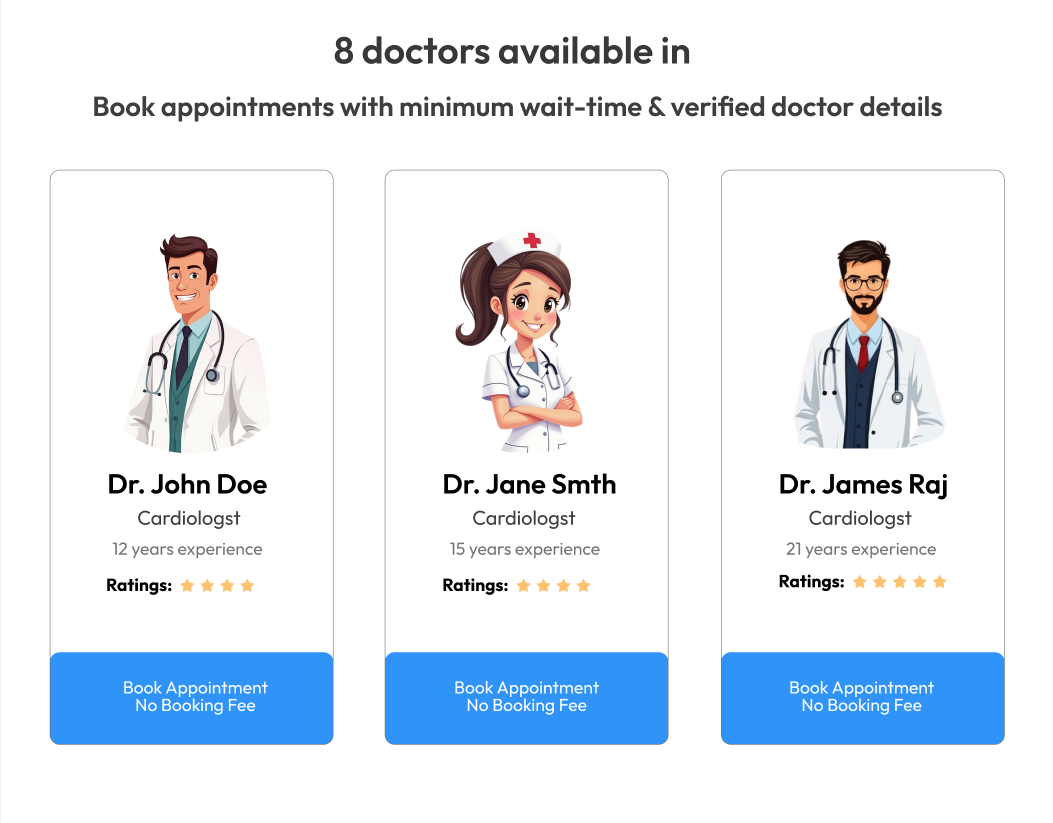 8 doctors available in
Book appointments with minimum wait-time & verified doctor details
Dr. John Doe
Cardiologst
12 years experience
Ratings:
Book Appointment
No Booking Fee
Dr. Jane Smth
Cardiologst
15 years experience
Ratings:
Book Appointment
No Booking Fee
Dr. James Raj
Cardiologst
21 years experience
Ratings:
Book Appointment
No Booking Fee